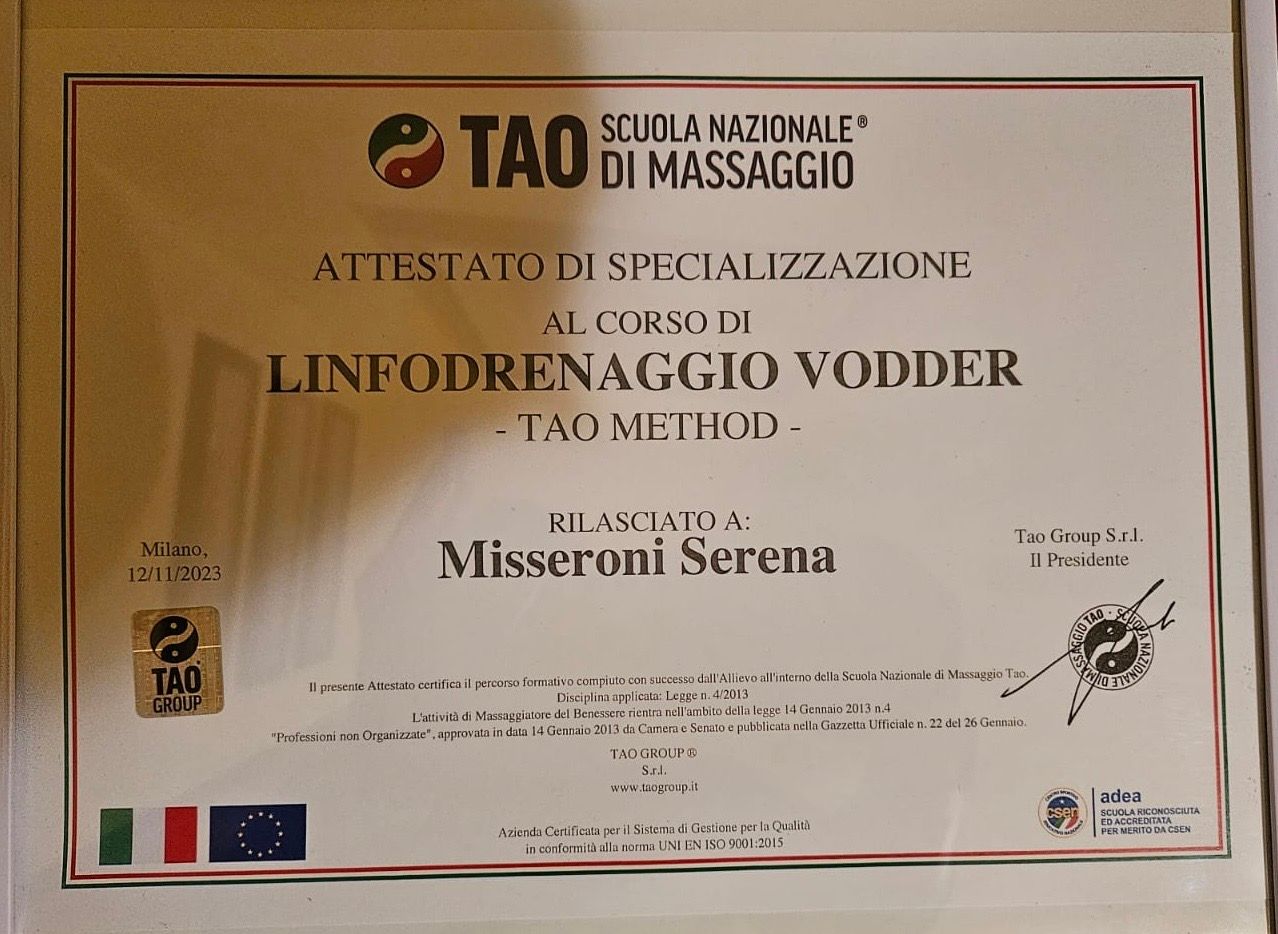 TAO SCUOLA NAZIONALE®
DI MASSAGGIO
ATTESTATO DI SPECIALIZZAZIONE
AL CORSO DI
LINFODRENAGGIO VODDER
- TAO METHOD -
RILASCIATO A:
Misseroni Serena
Milano,
12/11/2023
Tao Group S.r.l.
Il Presidente
TAO
GROUP
MASSAGGIO TAO · SCUOLA NAZIONALE DI
Il presente Attestato certifica il percorso formativo compiuto con successo dall'Allievo all'interno della Scuola Nazionale di Massaggio Tao.
Disciplina applicata: Legge n. 4/2013
L'attività di Massaggiatore del Benessere rientra nell'ambito della legge 14 Gennaio 2013 n.4
"Professioni non Organizzate", approvata in data 14 Gennaio 2013 da Camera e Senato e pubblicata nella Gazzetta Ufficiale n. 22 del 26 Gennaio.
TAO GROUP ®
S.r.l.
www.taogroup.it
Azienda Certificata per il Sistema di Gestione per la Qualità
in conformità alla norma UNI EN ISO 9001:2015
csen
adea
SCUOLA RICONOSCIUTA
ED ACCREDITATA
PER MERITO DA CSEN